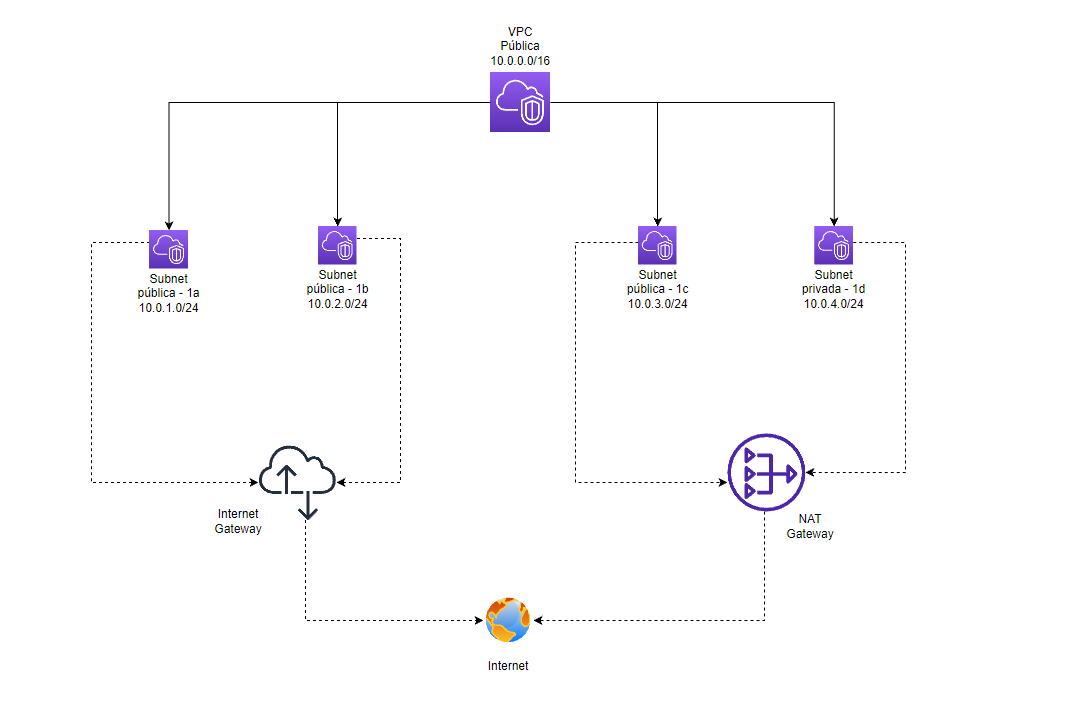 VPC
Pública
10.0.0.0/16
Subnet
pública - 1a
10.0.1.0/24
Subnet
pública - 1b
10.0.2.0/24
Subnet
pública - 1c
10.0.3.0/24
Subnet
privada - 1d
10.0.4.0/24
Internet
Gateway
NAT
Gateway
Internet